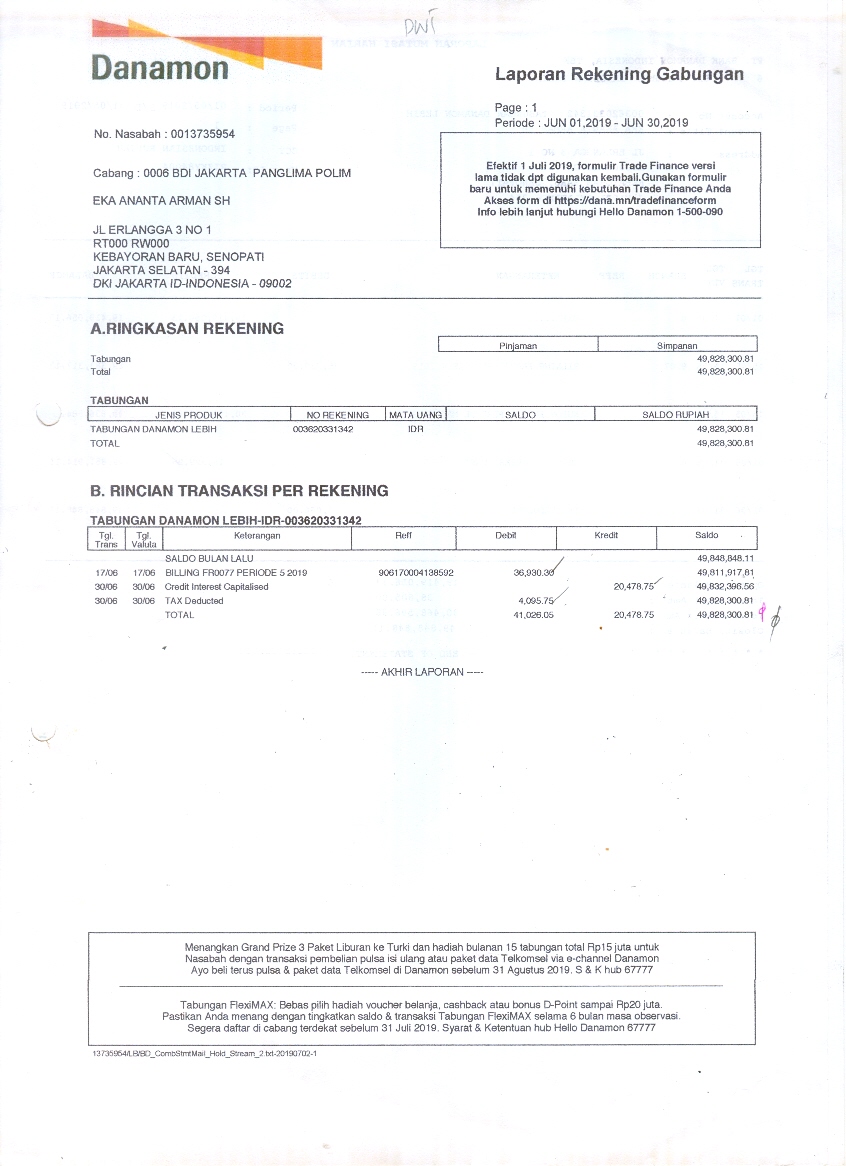 DWI
Danamon
Laporan Rekening Gabungan
Page : 1
Periode : JUN 01,2019 - JUN 30,2019
No. Nasabah : 0013735954
Efektif 1 Juli 2019, formulir Trade Finance versi
lama tidak dpt digunakan kembali.Gunakan formulir
baru untuk memenuhi kebutuhan Trade Finance Anda
Akses form di https://dana.mn/tradefinanceform
Info lebih lanjut hubungi Hello Danamon 1-500-090
Cabang : 0006 BDI JAKARTA PANGLIMA POLIM
EKA ANANTA ARMAN SH
JL ERLANGGA 3 NO 1
RT000 RW000
KEBAYORAN BARU, SENOPATI
JAKARTA SELATAN - 394
DKI JAKARTA ID-INDONESIA - 09002
A.RINGKASAN REKENING
Pinjaman Simpanan
Tabungan 49,828,300.81
Total 49,828,300.81
TABUNGAN
JENIS PRODUK NO REKENING MATA UANG SALDO SALDO RUPIAH
TABUNGAN DANAMON LEBIH 003620331342 IDR 49,828,300.81
TOTAL 49,828,300.81
B. RINCIAN TRANSAKSI PER REKENING
TABUNGAN DANAMON LEBIH-IDR-003620331342
Tgl. Trans Tgl. Valuta Keterangan Reff Debit Kredit Saldo
SALDO BULAN LALU 49,848,848.11
17/06 17/06 BILLING FR0077 PERIODE 5 2019 906170004188592 36,930.30 49,811,917.81
30/06 30/06 Credit Interest Capitalised 20,478.75 49,832,396.56
30/06 30/06 TAX Deducted 4,095.75 49,828,300.81
TOTAL 41,026.05 20,478.75 49,828,300.81
----- AKHIR LAPORAN -----
Menangkan Grand Prize 3 Paket Liburan ke Turki dan hadiah bulanan 15 tabungan total Rp15 juta untuk
Nasabah dengan transaksi pembelian pulsa isi ulang atau paket data Telkomsel via e-channel Danamon
Ayo beli terus pulsa & paket data Telkomsel di Danamon sebelum 31 Agustus 2019. S & K hub 67777
Tabungan FlexiMAX: Bebas pilih hadiah voucher belanja, cashback atau bonus D-Point sampai Rp20 juta.
Pastikan Anda menang dengan tingkatkan saldo & transaksi Tabungan FlexiMAX selama 6 bulan masa observasi.
Segera daftar di cabang terdekat sebelum 31 Juli 2019. Syarat & Ketentuan hub Hello Danamon 67777
13735954/LB/BD_CombStmtMail_Hold_Stream_2.txt-20190702-1